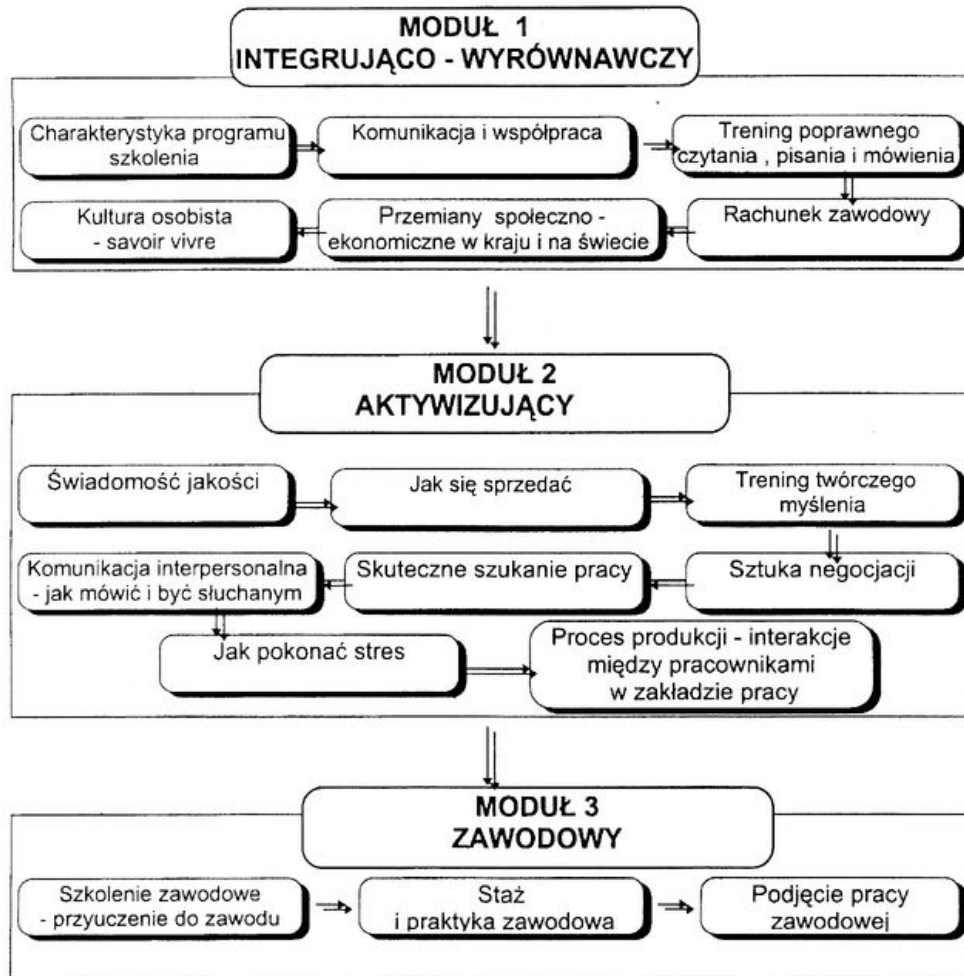 MODUŁ 1
INTEGRUJĄCO - WYRÓWNAWCZY
Charakterystyka programu
szkolenia
Komunikacja i współpraca
Trening poprawnego
czytania , pisania i mówienia
Rachunek zawodowy
Przemiany społeczno -
ekonomiczne w kraju i na świecie
Kultura osobista
- savoir vivre
MODUŁ 2
AKTYWIZUJĄCY
Świadomość jakości
Jak się sprzedać
Trening twórczego
myślenia
Sztuka negocjacji
Skuteczne szukanie pracy
Komunikacja interpersonalna
- jak mówić i być słuchanym
Jak pokonać stres
Proces produkcji - interakcje
między pracownikami
w zakładzie pracy
MODUŁ 3
ZAWODOWY
Szkolenie zawodowe
- przyuczenie do zawodu
Staż
i praktyka zawodowa
Podjęcie pracy
zawodowej